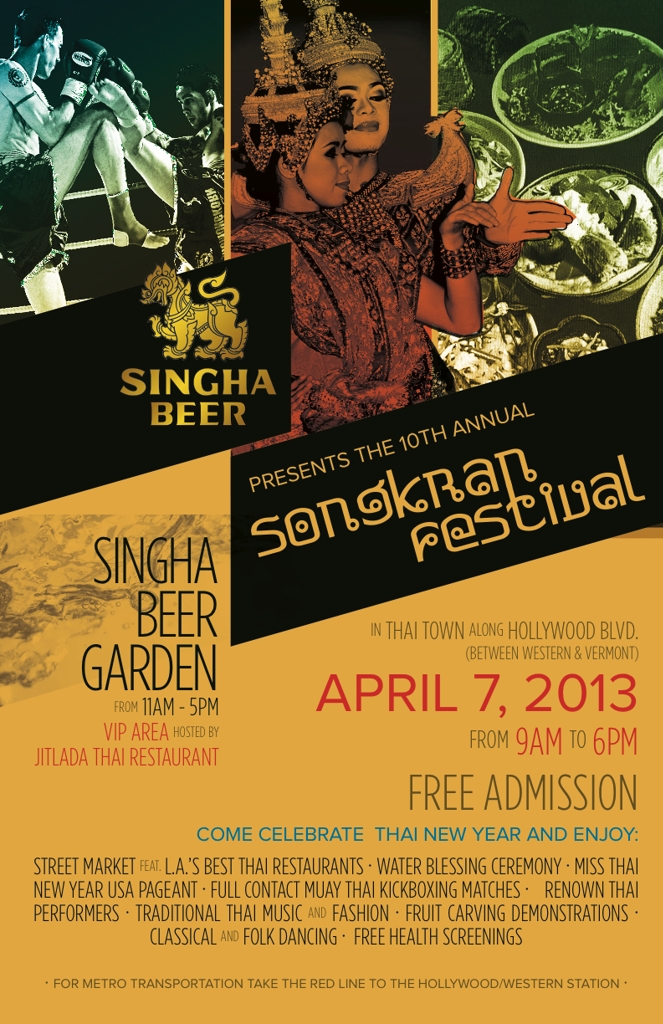 SINGHA
BEER
PRESENTS THE 10TH ANNUAL
SONGKRAN
FESTIVAL
SINGHA
BEER
GARDEN
FROM 11AM - 5PM
VIP AREA HOSTED BY
JITLADA THAI RESTAURANT
IN THAI TOWN ALONG HOLLYWOOD BLVD.
(BETWEEN WESTERN & VERMONT)
APRIL 7, 2013
FROM 9AM TO 6PM
FREE ADMISSION
COME CELEBRATE THAI NEW YEAR AND ENJOY:
STREET MARKET FEAT. L.A.'S BEST THAI RESTAURANTS · WATER BLESSING CEREMONY · MISS THAI
NEW YEAR USA PAGEANT · FULL CONTACT MUAY THAI KICKBOXING MATCHES · RENOWN THAI
PERFORMERS · TRADITIONAL THAI MUSIC AND FASHION · FRUIT CARVING DEMONSTRATIONS ·
CLASSICAL AND FOLK DANCING · FREE HEALTH SCREENINGS
· FOR METRO TRANSPORTATION TAKE THE RED LINE TO THE HOLLYWOOD/WESTERN STATION ·